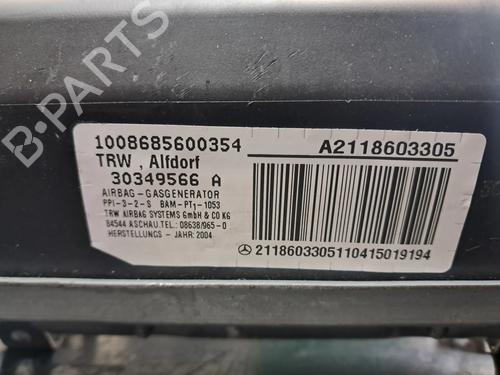 1008685600354
A2118603305
TRW , Alfdorf
30349566 A
AIRBAG-GASGENERATOR
PPI-3-2-S BAM-PT1-1053
TRW AIRBAG SYSTEMS GmbH & CO KG
84544 ASCHAU.TEL.: 08638/965-0
HERSTELLUNGS - JAHR: 2004
2118603305110415019194
B-PARTS